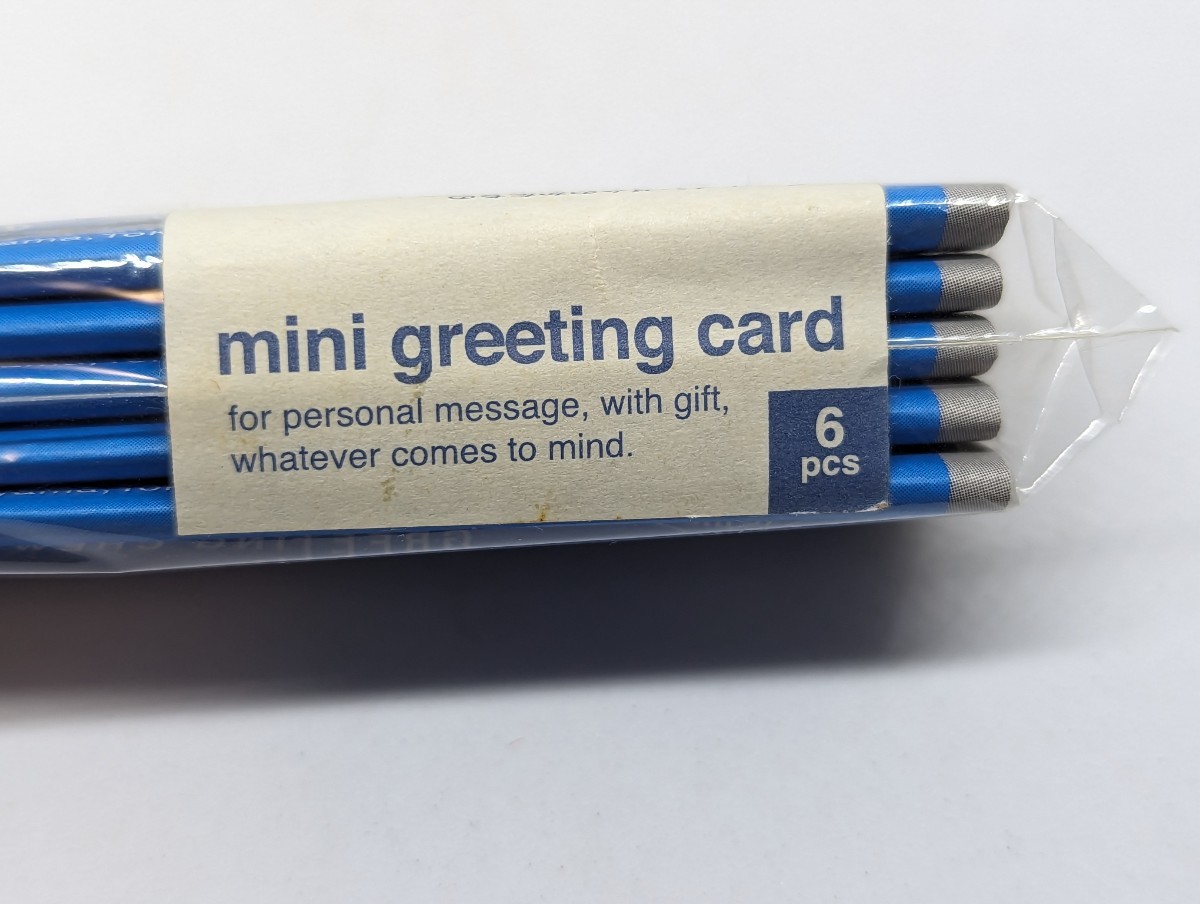 mini greeting card
for personal message, with gift,
whatever comes to mind.
6
pcs